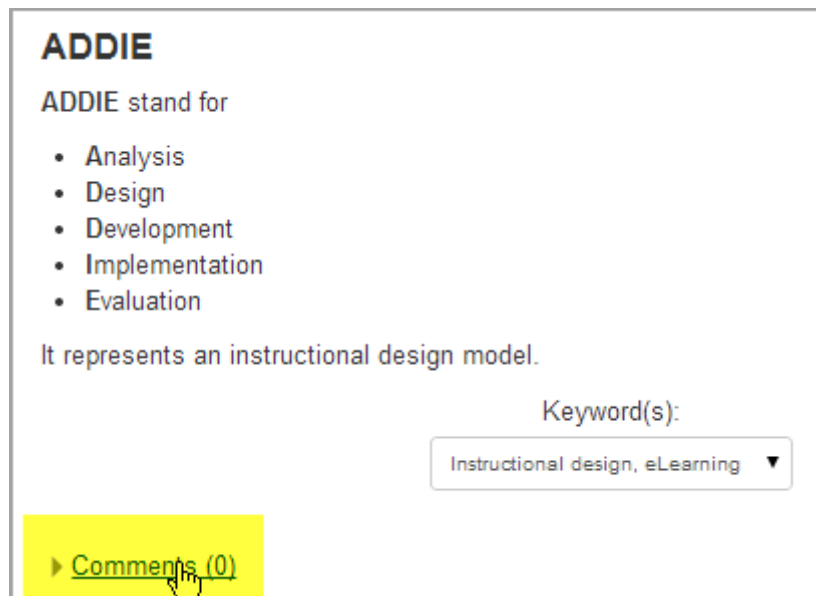 ADDIE
ADDIE stand for
Analysis
Design
Development
Implementation
Evaluation
It represents an instructional design model.
Keyword(s):
Instructional design, eLearning
Comments (0)